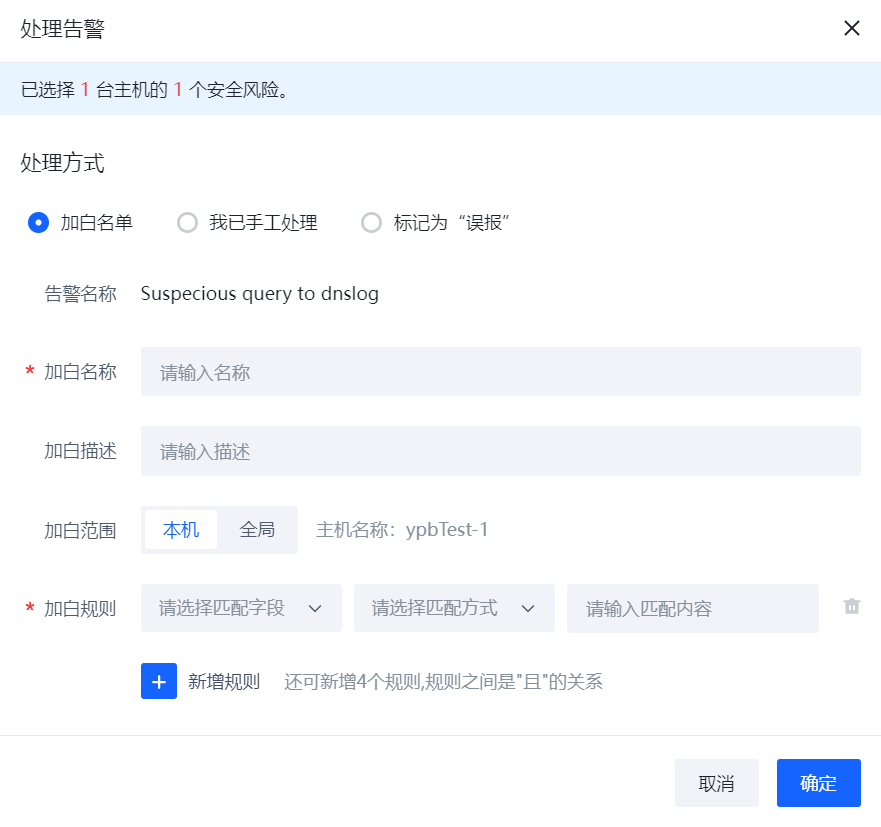 处理告警
已选择 1 台主机的 1 个安全风险。
处理方式
加白名单 我已手工处理 标记为“误报”
告警名称 Suspecious query to dnslog
* 加白名称 请输入名称
加白描述 请输入描述
加白范围 本机 全局 主机名称：ypbTest-1
* 加白规则 请选择匹配字段 请选择匹配方式 请输入匹配内容
新增规则 还可新增4个规则,规则之间是"且"的关系
取消 确定